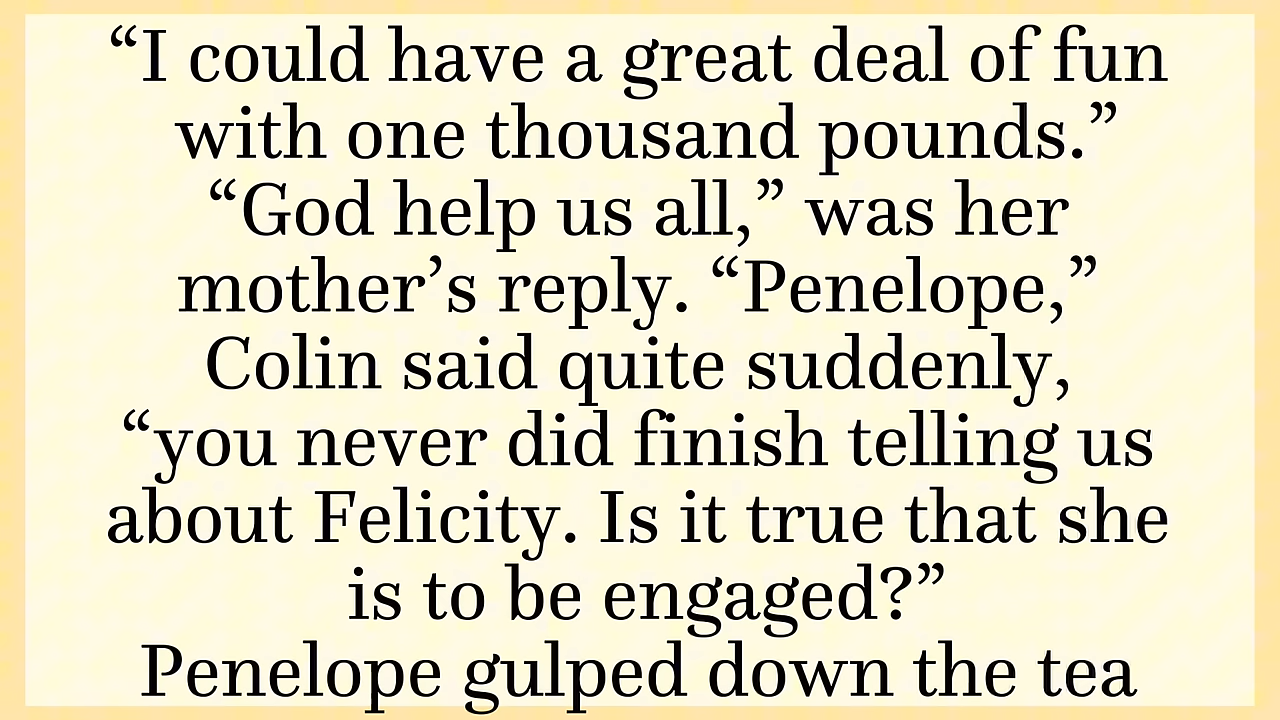 “I could have a great deal of fun
with one thousand pounds.”
“God help us all,” was her
mother’s reply. “Penelope,”
Colin said quite suddenly,
“you never did finish telling us
about Felicity. Is it true that she
is to be engaged?”
Penelope gulped down the tea